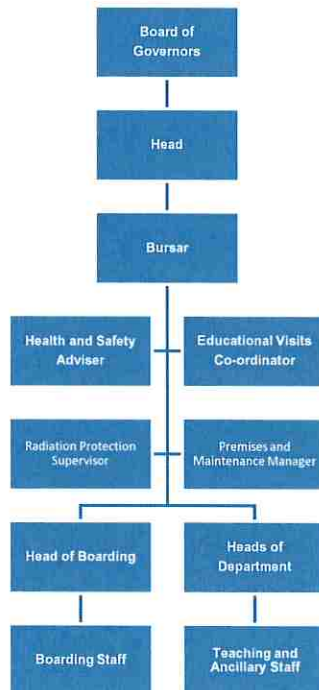 Board of
Governors
Head
Bursar
Health and Safety
Adviser
Educational Visits
Co-ordinator
Radiation Protection
Supervisor
Premises and
Maintenance Manager
Head of Boarding
Heads of
Department
Boarding Staff
Teaching and
Ancillary Staff